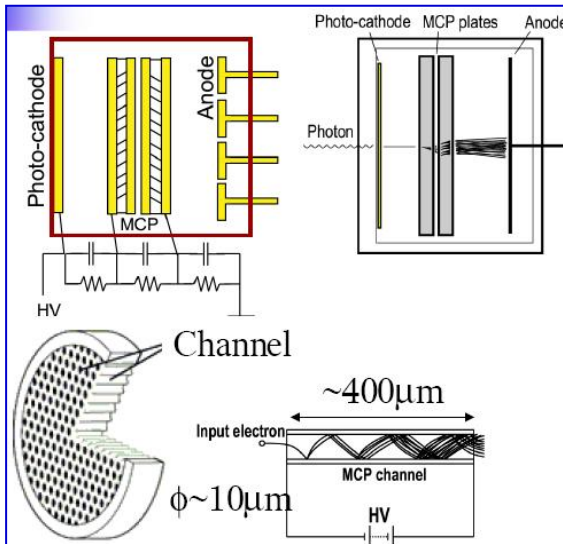 Photo-cathode
MCP
Anode
HV
Photo-cathode MCP plates Anode
Photon
Channel
ϕ~10μm
~400μm
Input electron
MCP channel
HV